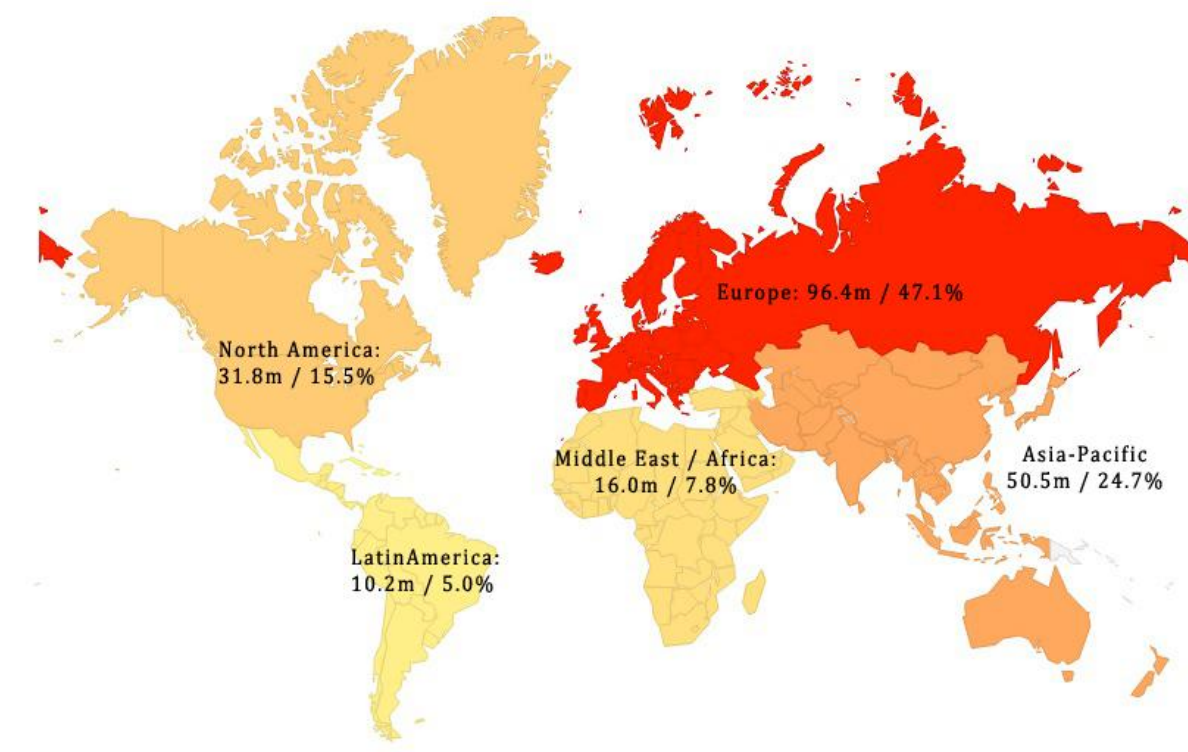 Europe: 96.4m / 47.1%
North America:
31.8m / 15.5%
Asia-Pacific
50.5m / 24.7%
Middle East / Africa:
16.0m / 7.8%
LatinAmerica:
10.2m / 5.0%